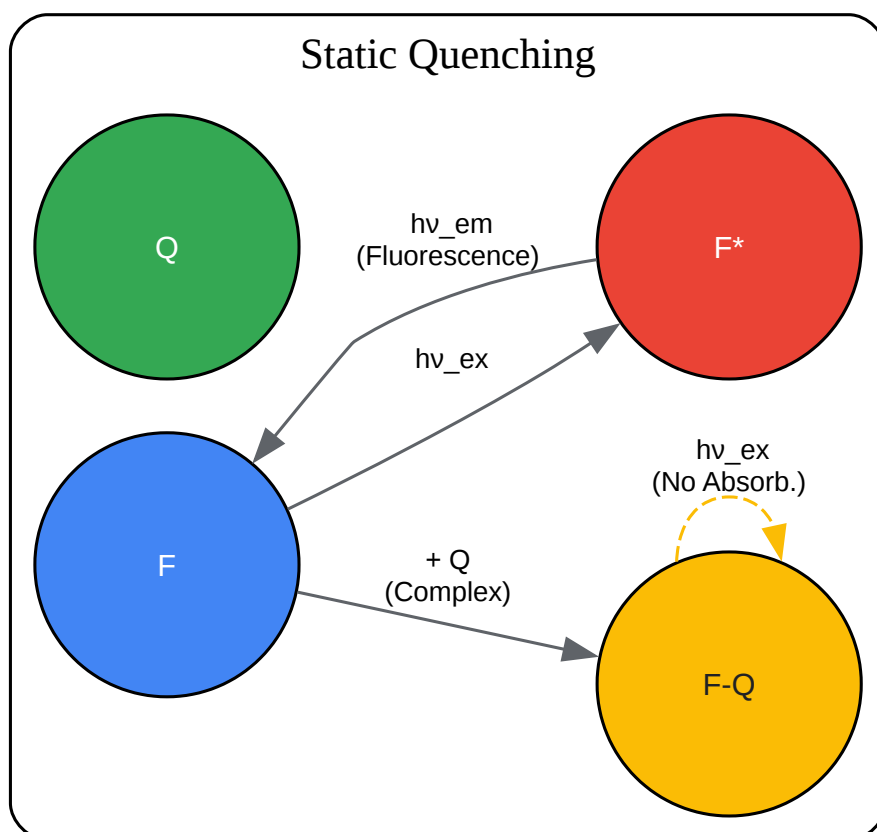 Static Quenching
Q
hν_em
(Fluorescence)
F*
hν_ex
hν_ex
(No Absorb.)
F
+ Q
(Complex)
F-Q